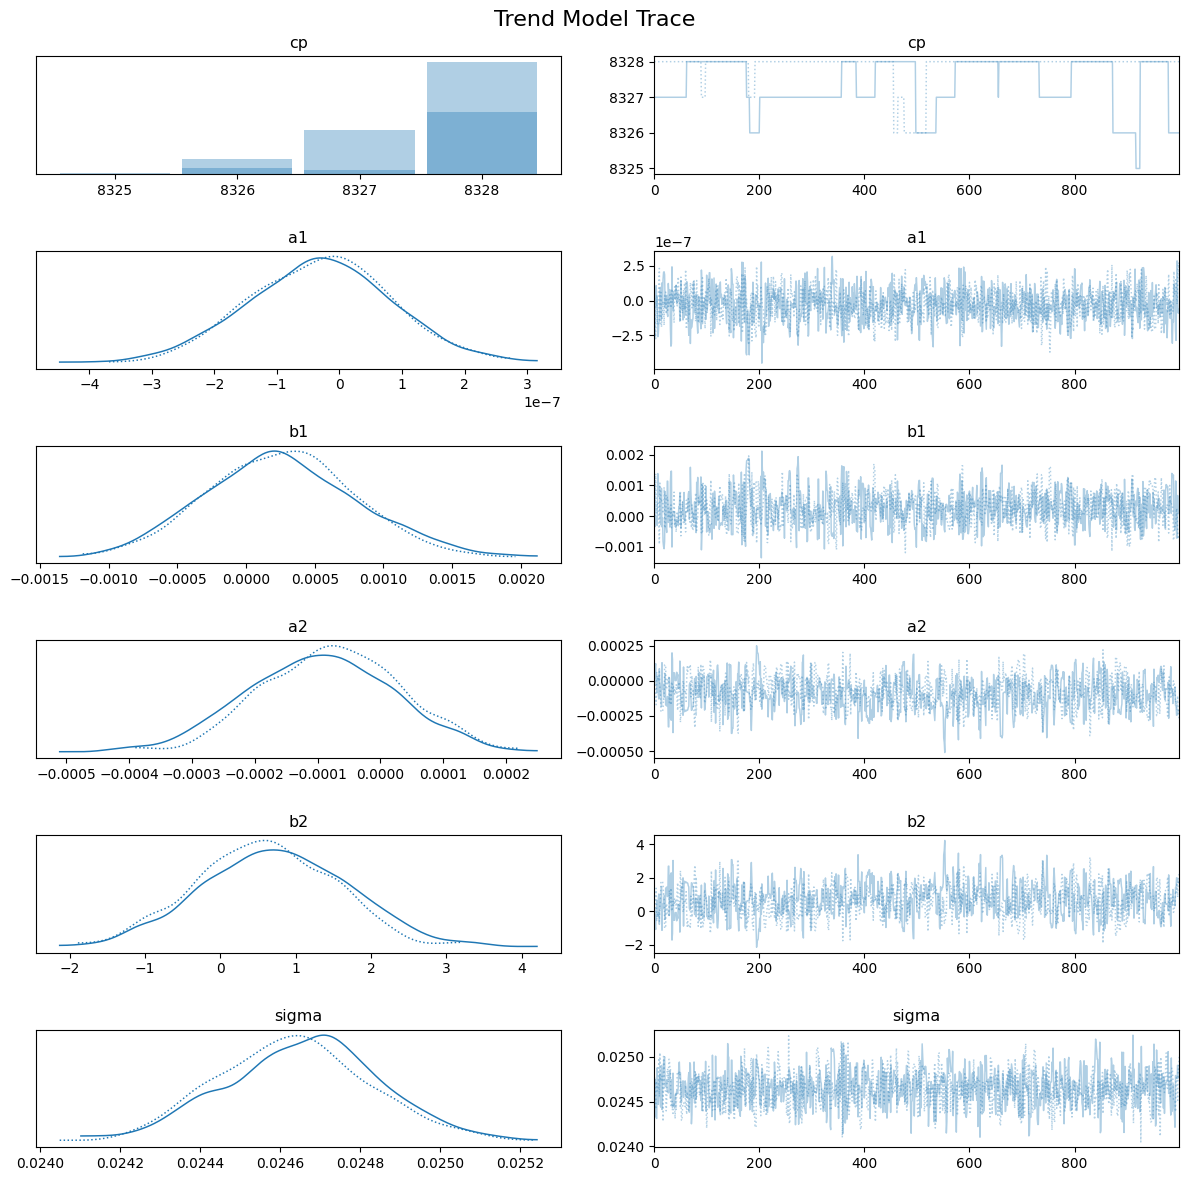 Trend Model Trace
cp
8325 8326 8327 8328
cp
8328
8327
8326
8325
0 200 400 600 800
a1
−4 −3 −2 −1 0 1 2 3
1e−7
a1
1e−7
2.5
0.0
−2.5
0 200 400 600 800
b1
−0.0015 −0.0010 −0.0005 0.0000 0.0005 0.0010 0.0015 0.0020
b1
0.002
0.001
0.000
−0.001
0 200 400 600 800
a2
−0.0005 −0.0004 −0.0003 −0.0002 −0.0001 0.0000 0.0001 0.0002
a2
0.00025
0.00000
−0.00025
−0.00050
0 200 400 600 800
b2
−2 −1 0 1 2 3 4
b2
4
2
0
−2
0 200 400 600 800
sigma
0.0240 0.0242 0.0244 0.0246 0.0248 0.0250 0.0252
sigma
0.0250
0.0245
0.0240
0 200 400 600 800